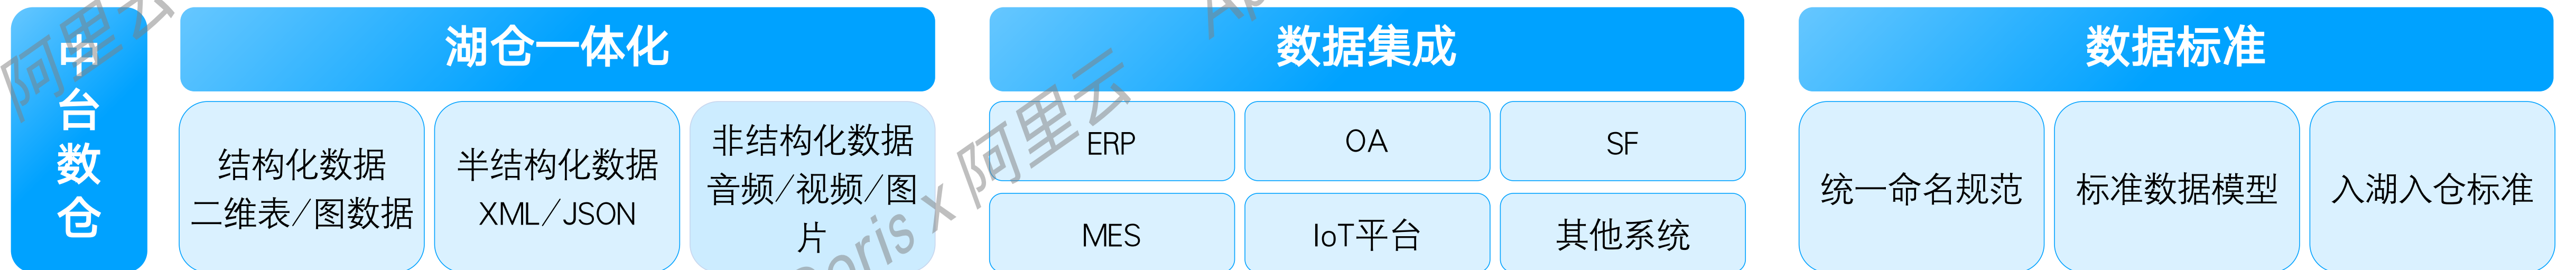 中台数仓
湖仓一体化
结构化数据
二维表/图数据
半结构化数据
XML/JSON
非结构化数据
音频/视频/图
片
数据集成
ERP
OA
SF
MES
IoT平台
其他系统
数据标准
统一命名规范
标准数据模型
入湖入仓标准
阿里云
Doris x 阿里云
Ap